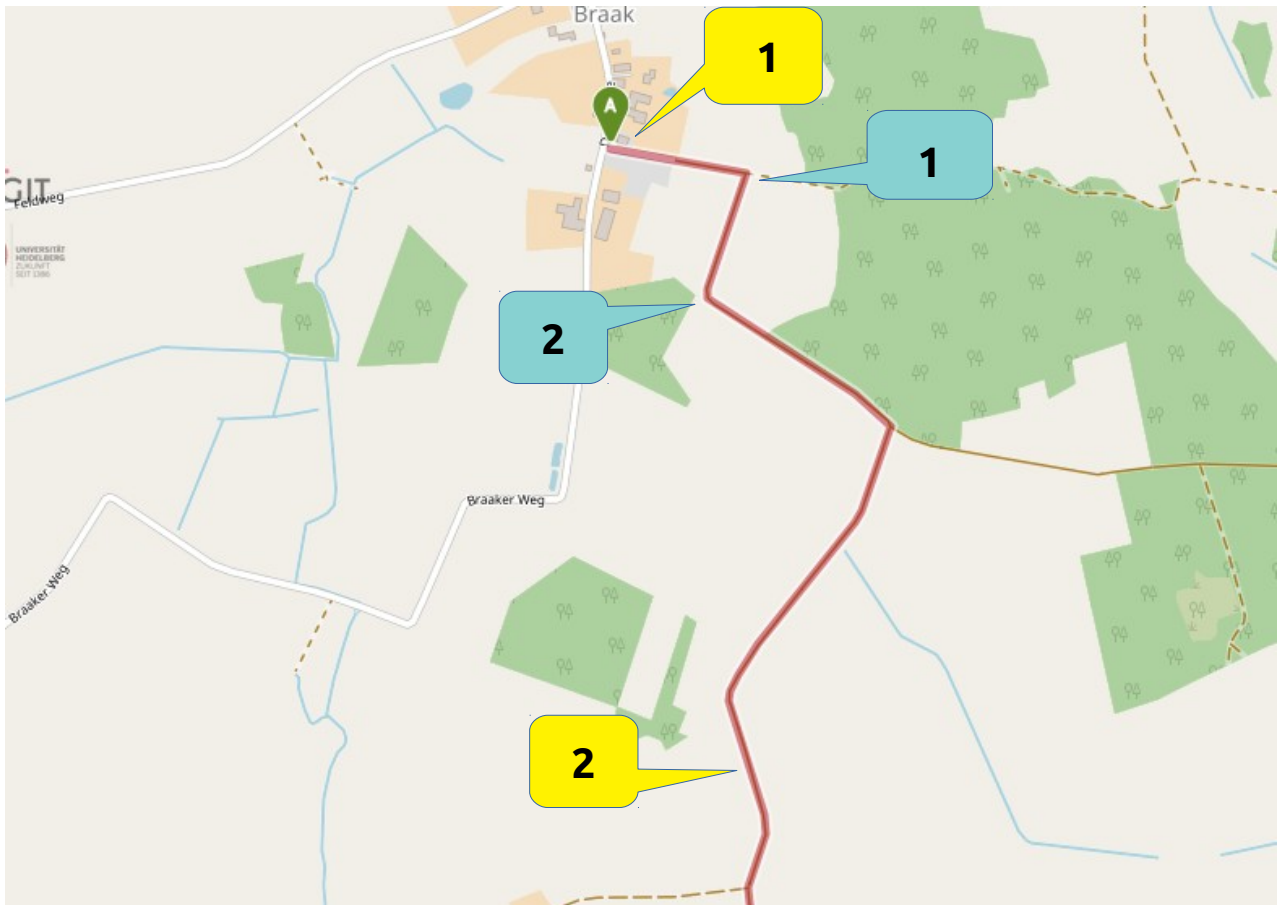 Braak
1
A
1
GIT
Feldweg
UNIVERSITÄT
HEIDELBERG
ZUKUNFT
SEIT 1386
2
Braaker Weg
Braaker Weg
2